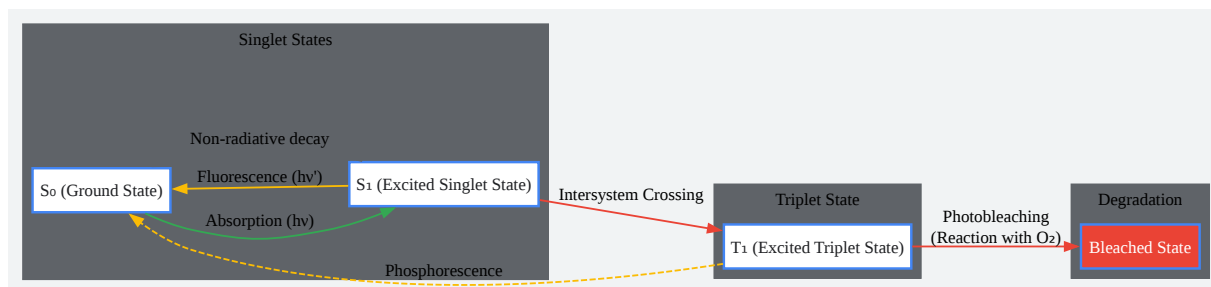 Singlet States
Non-radiative decay
S₀ (Ground State)
Fluorescence (hν')
S₁ (Excited Singlet State)
Absorption (hν)
Intersystem Crossing
Triplet State
T₁ (Excited Triplet State)
Phosphorescence
Photobleaching
(Reaction with O₂)
Degradation
Bleached State